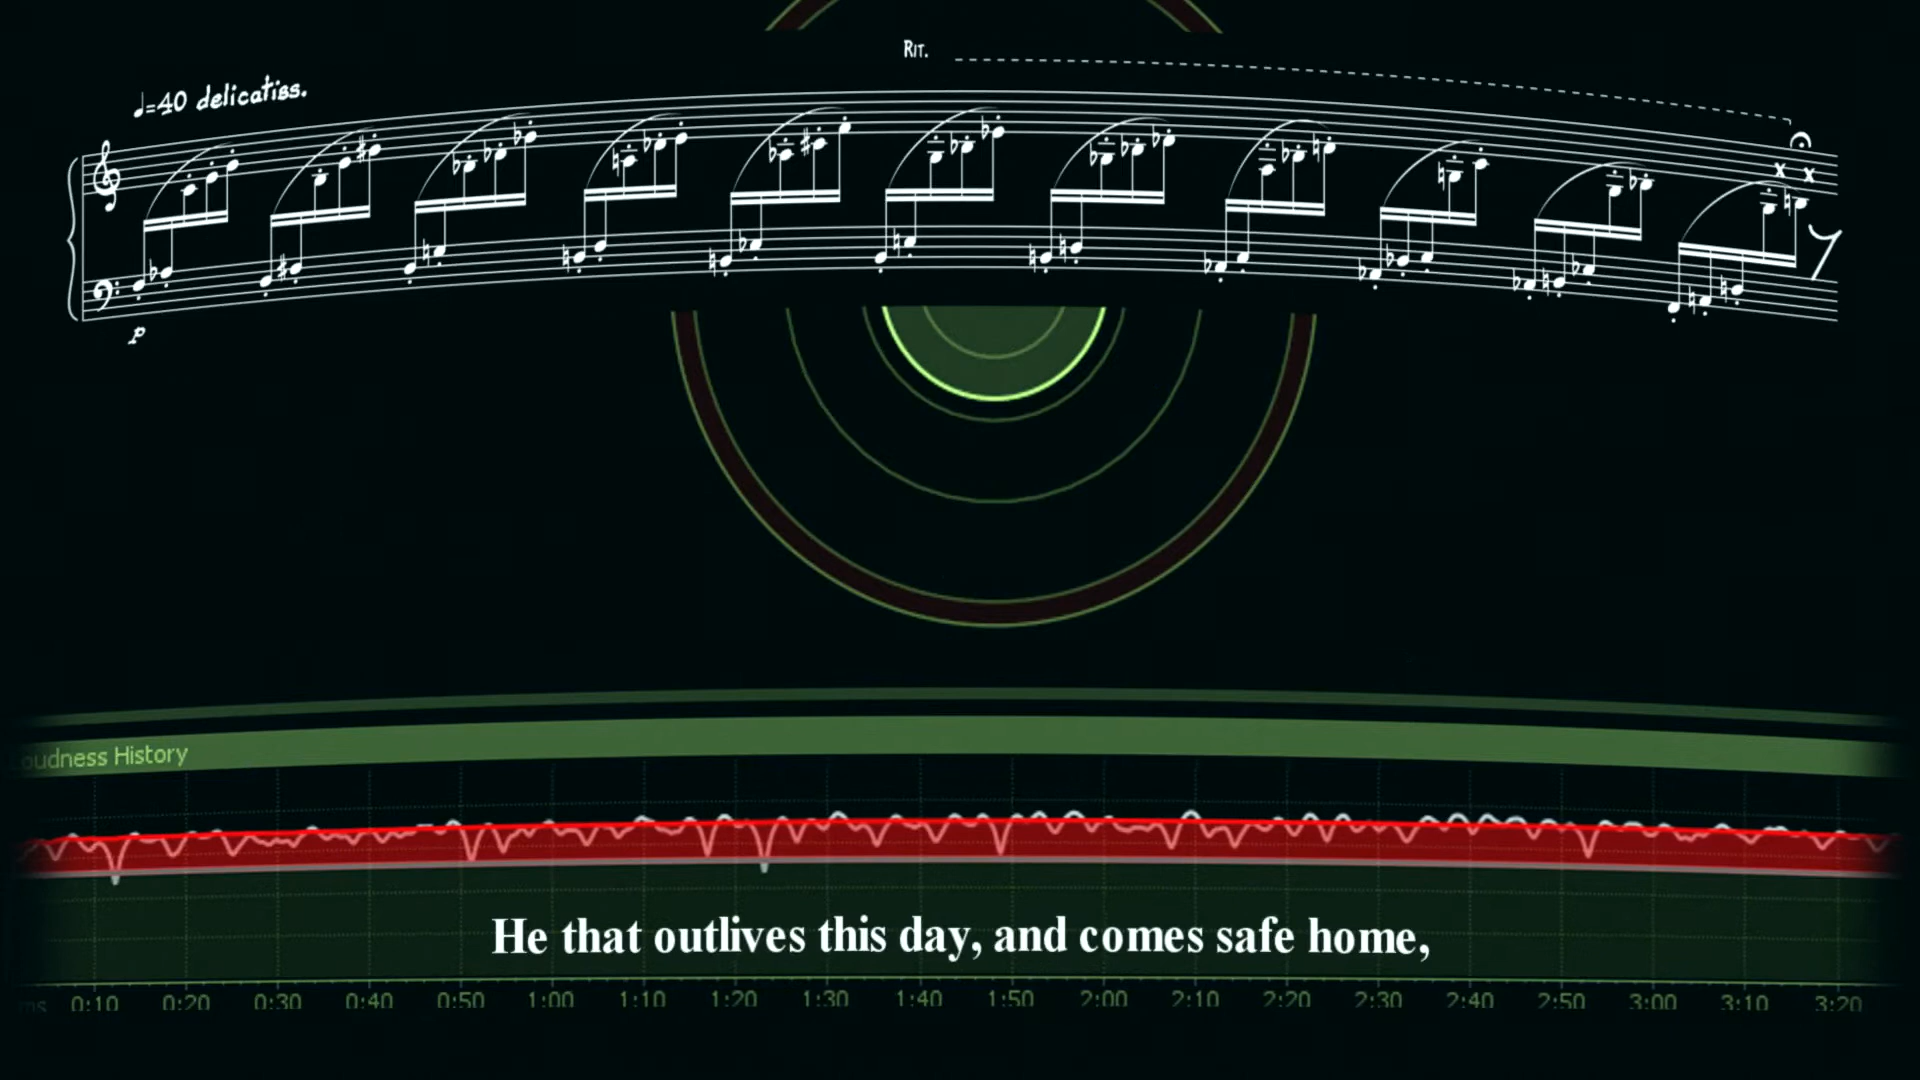 RIT.
♩=40 delicatiss.
p
oudness History
He that outlives this day, and comes safe home,
ms 0:10 0:20 0:30 0:40 0:50 1:00 1:10 1:20 1:30 1:40 1:50 2:00 2:10 2:20 2:30 2:40 2:50 3:00 3:10 3:20